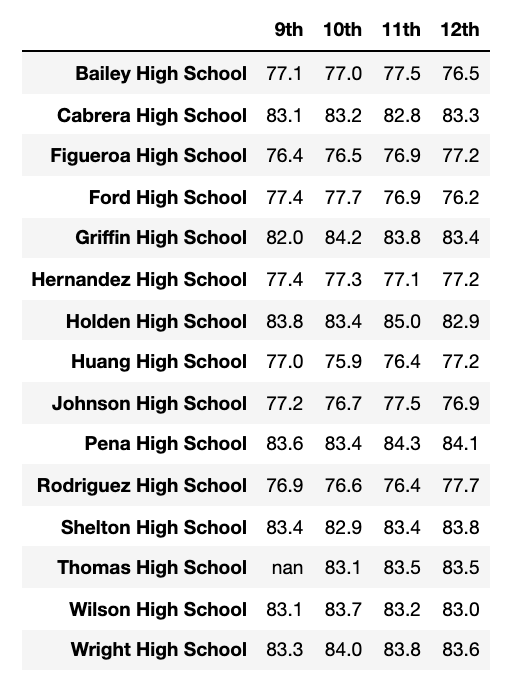 9th 10th 11th 12th
Bailey High School 77.1 77.0 77.5 76.5
Cabrera High School 83.1 83.2 82.8 83.3
Figueroa High School 76.4 76.5 76.9 77.2
Ford High School 77.4 77.7 76.9 76.2
Griffin High School 82.0 84.2 83.8 83.4
Hernandez High School 77.4 77.3 77.1 77.2
Holden High School 83.8 83.4 85.0 82.9
Huang High School 77.0 75.9 76.4 77.2
Johnson High School 77.2 76.7 77.5 76.9
Pena High School 83.6 83.4 84.3 84.1
Rodriguez High School 76.9 76.6 76.4 77.7
Shelton High School 83.4 82.9 83.4 83.8
Thomas High School nan 83.1 83.5 83.5
Wilson High School 83.1 83.7 83.2 83.0
Wright High School 83.3 84.0 83.8 83.6